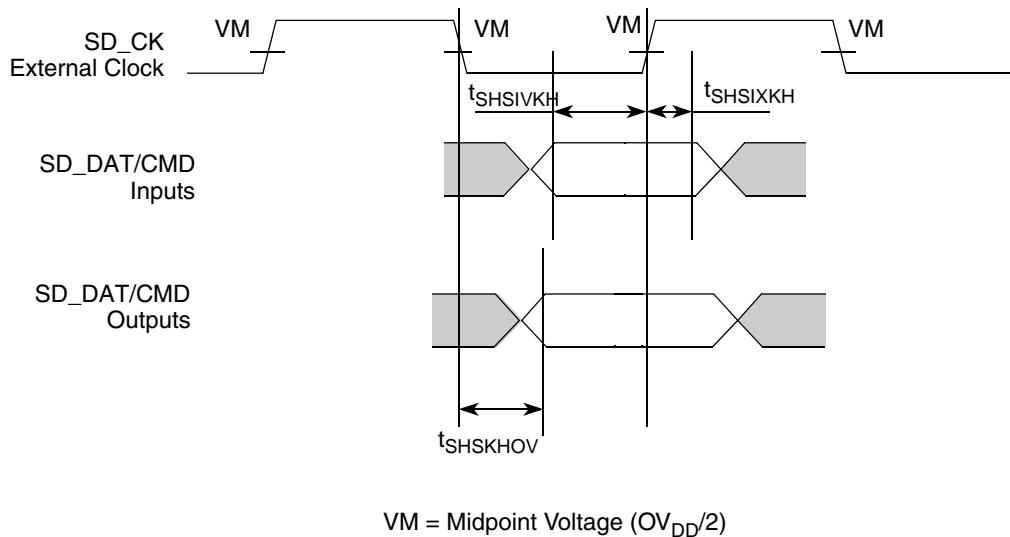 VM VM VM VM
SD_CK
External Clock
tSHSIVKH tSHSIXKH
SD_DAT/CMD
Inputs
SD_DAT/CMD
Outputs
tSHSKHOV
VM = Midpoint Voltage (OVDD/2)